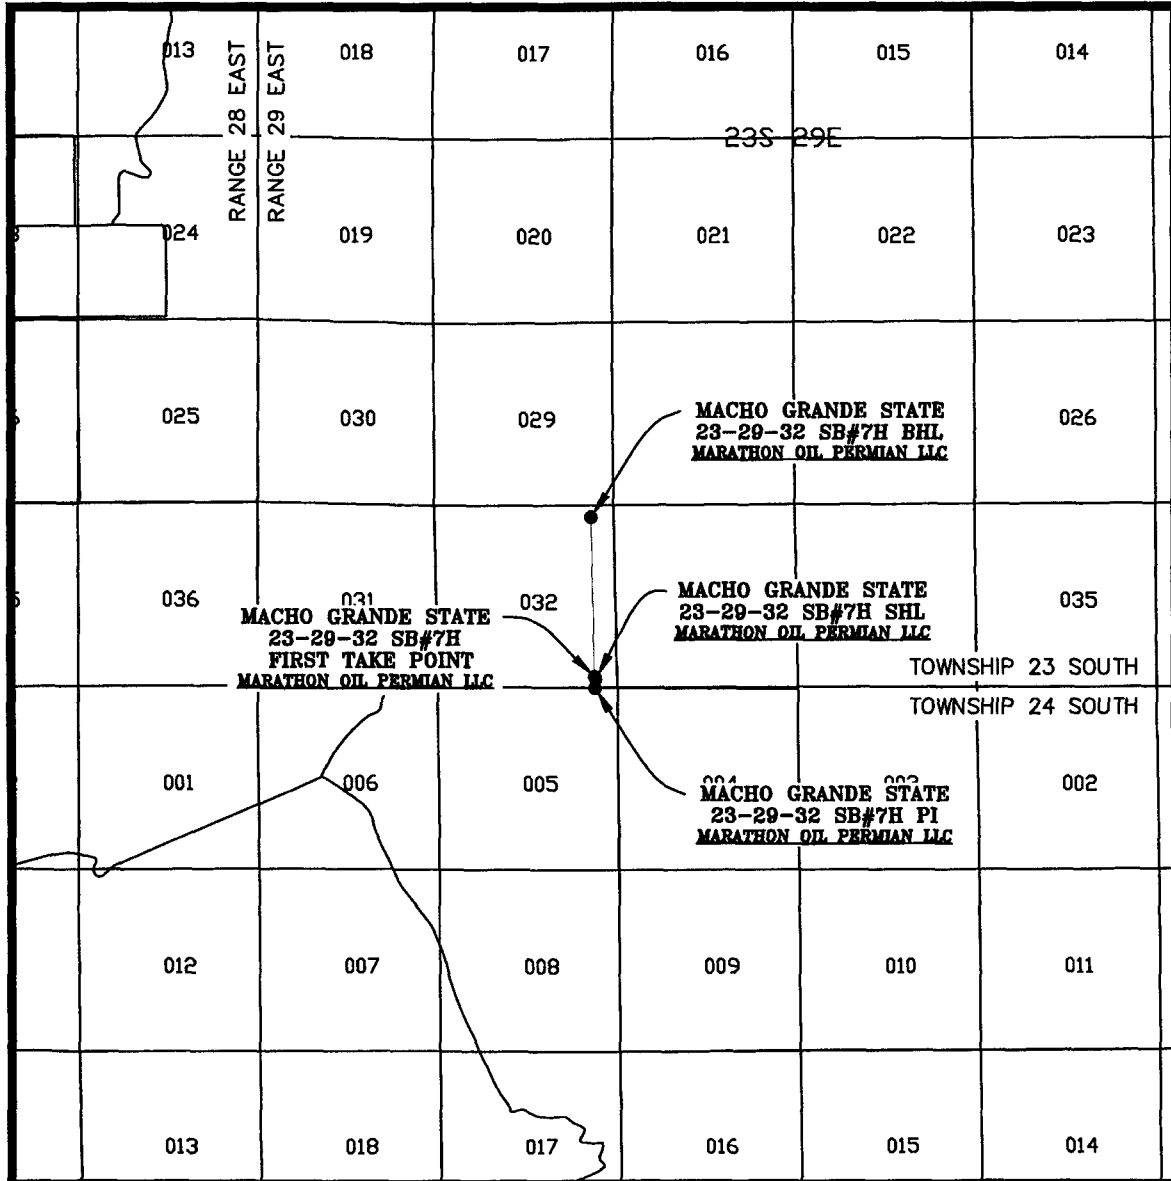 013
018
017
016
015
014
RANGE 28 EAST
RANGE 29 EAST
23S 29E
024
019
020
021
022
023
025
030
029
026
MACHO GRANDE STATE
23-29-32 SB#7H BHL
MARATHON OIL PERMIAN LLC
036
031
032
035
MACHO GRANDE STATE
23-29-32 SB#7H SHL
MARATHON OIL PERMIAN LLC
MACHO GRANDE STATE
23-29-32 SB#7H
FIRST TAKE POINT
MARATHON OIL PERMIAN LLC
TOWNSHIP 23 SOUTH
TOWNSHIP 24 SOUTH
001
006
005
002
MACHO GRANDE STATE
23-29-32 SB#7H PI
MARATHON OIL PERMIAN LLC
012
007
008
009
010
011
013
018
017
016
015
014